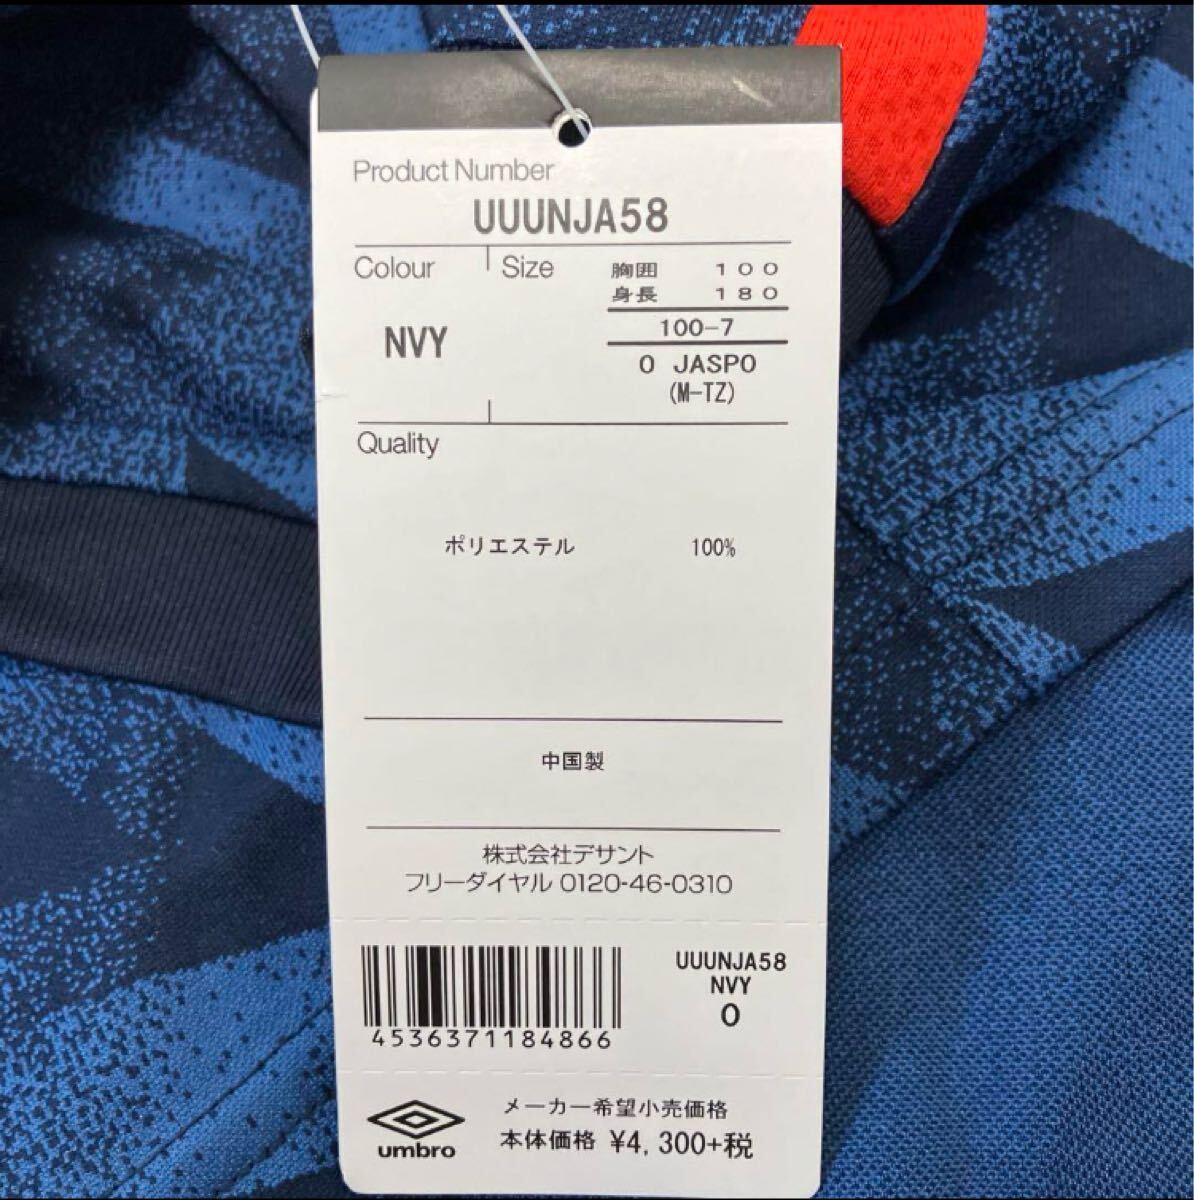 Product Number
UUUNJA58
Colour
Size
胸囲 100
身長 180
NVY
100-7
O JASPO
(M-TZ)
Quality
ポリエステル 100%
中国製
株式会社デサント
フリーダイヤル 0120-46-0310
UUUNJA58
NVY
O
4536371184866
umbro
メーカー希望小売価格
本体価格 ¥4,300+税